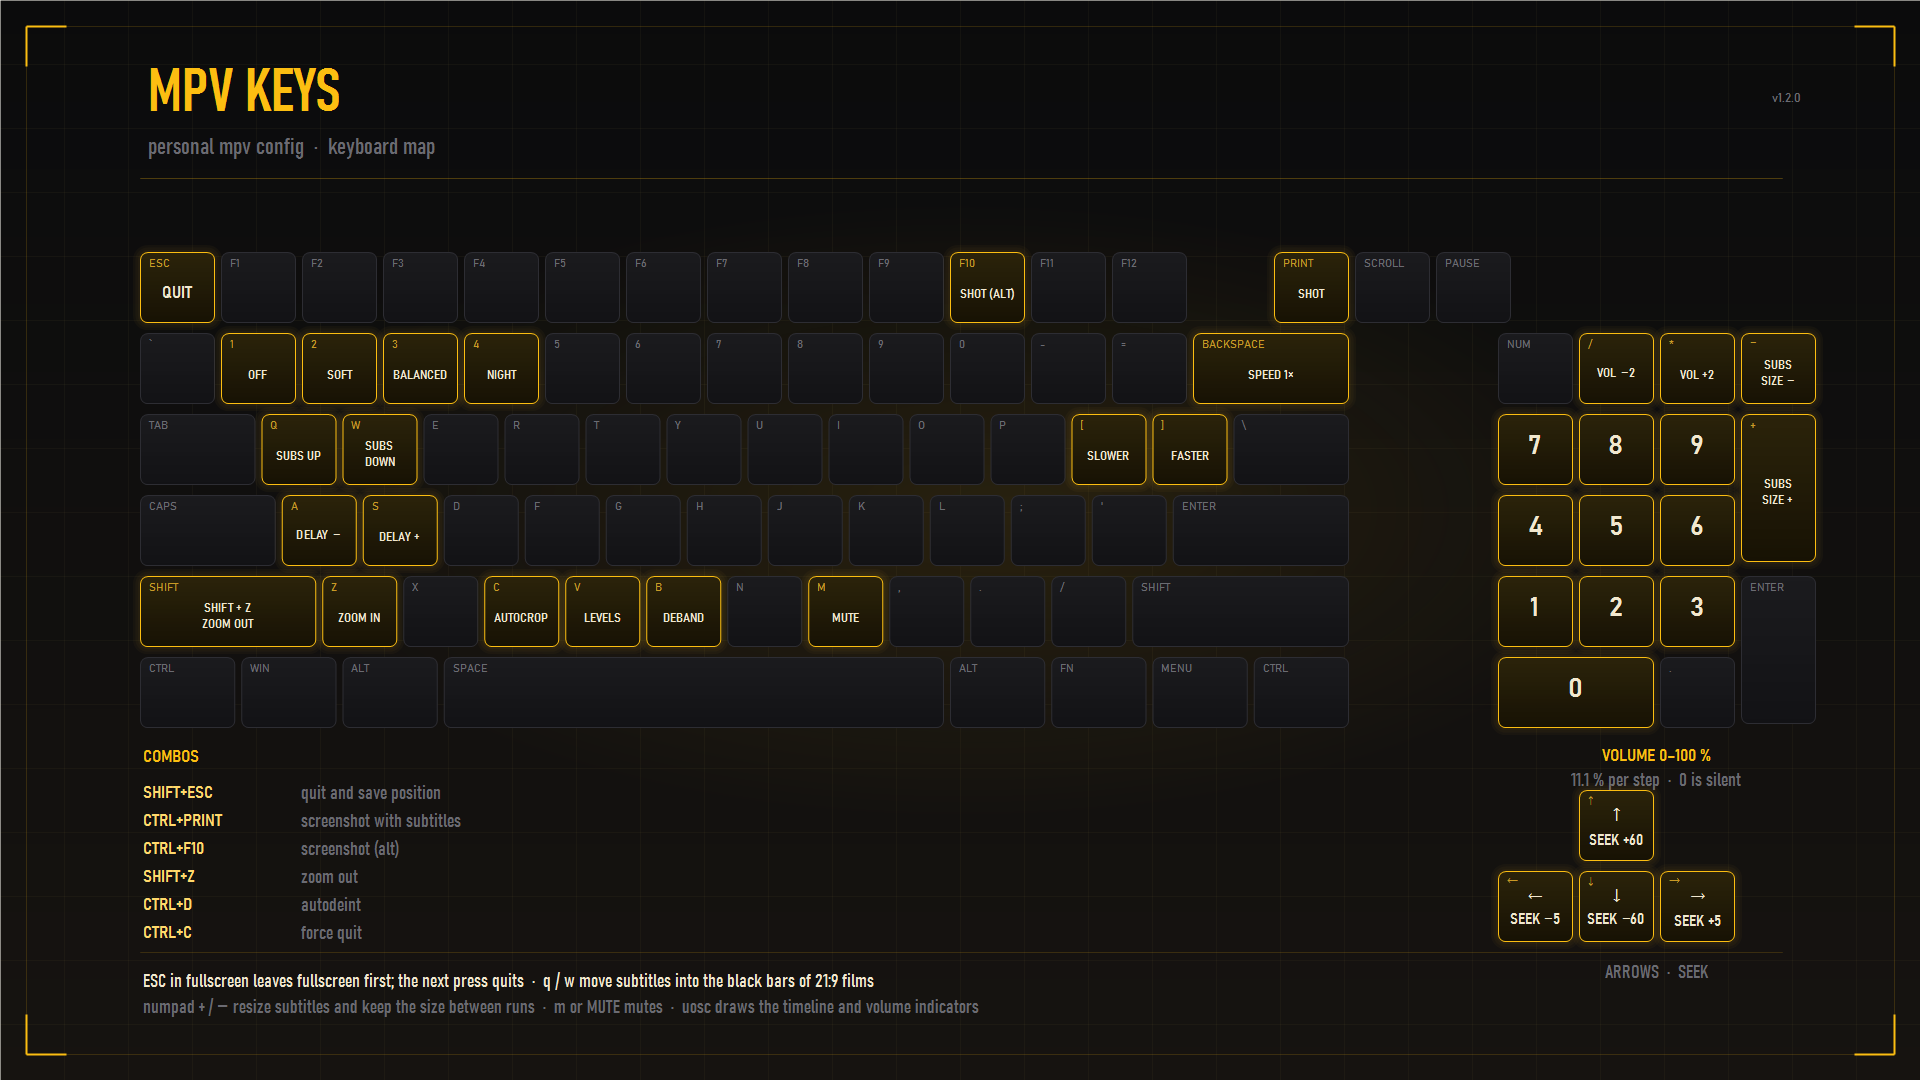 MPV KEYS
v1.2.0
personal mpv config · keyboard map
ESC
QUIT
F1
F2
F3
F4
F5
F6
F7
F8
F9
F10
SHOT (ALT)
F11
F12
PRINT
SHOT
SCROLL
PAUSE
`
1
OFF
2
SOFT
3
BALANCED
4
NIGHT
5
6
7
8
9
0
-
=
BACKSPACE
SPEED 1×
NUM
/
VOL −2
*
VOL +2
−
SUBS
SIZE −
TAB
Q
SUBS UP
W
SUBS
DOWN
E
R
T
Y
U
I
O
P
[
SLOWER
]
FASTER
\
7
8
9
+
SUBS
SIZE +
CAPS
A
DELAY −
S
DELAY +
D
F
G
H
J
K
L
;
'
ENTER
4
5
6
SHIFT
SHIFT + Z
ZOOM OUT
Z
ZOOM IN
X
C
AUTOCROP
V
LEVELS
B
DEBAND
N
M
MUTE
,
.
/
SHIFT
1
2
3
ENTER
CTRL
WIN
ALT
SPACE
ALT
FN
MENU
CTRL
0
.
COMBOS
SHIFT+ESC quit and save position
CTRL+PRINT screenshot with subtitles
CTRL+F10 screenshot (alt)
SHIFT+Z zoom out
CTRL+D autodeint
CTRL+C force quit
VOLUME 0–100 %
11.1 % per step · 0 is silent
↑
↑
SEEK +60
←
←
SEEK −5
↓
↓
SEEK −60
→
→
SEEK +5
ARROWS · SEEK
ESC in fullscreen leaves fullscreen first; the next press quits · q / w move subtitles into the black bars of 21:9 films
numpad + / − resize subtitles and keep the size between runs · m or MUTE mutes · uosc draws the timeline and volume indicators